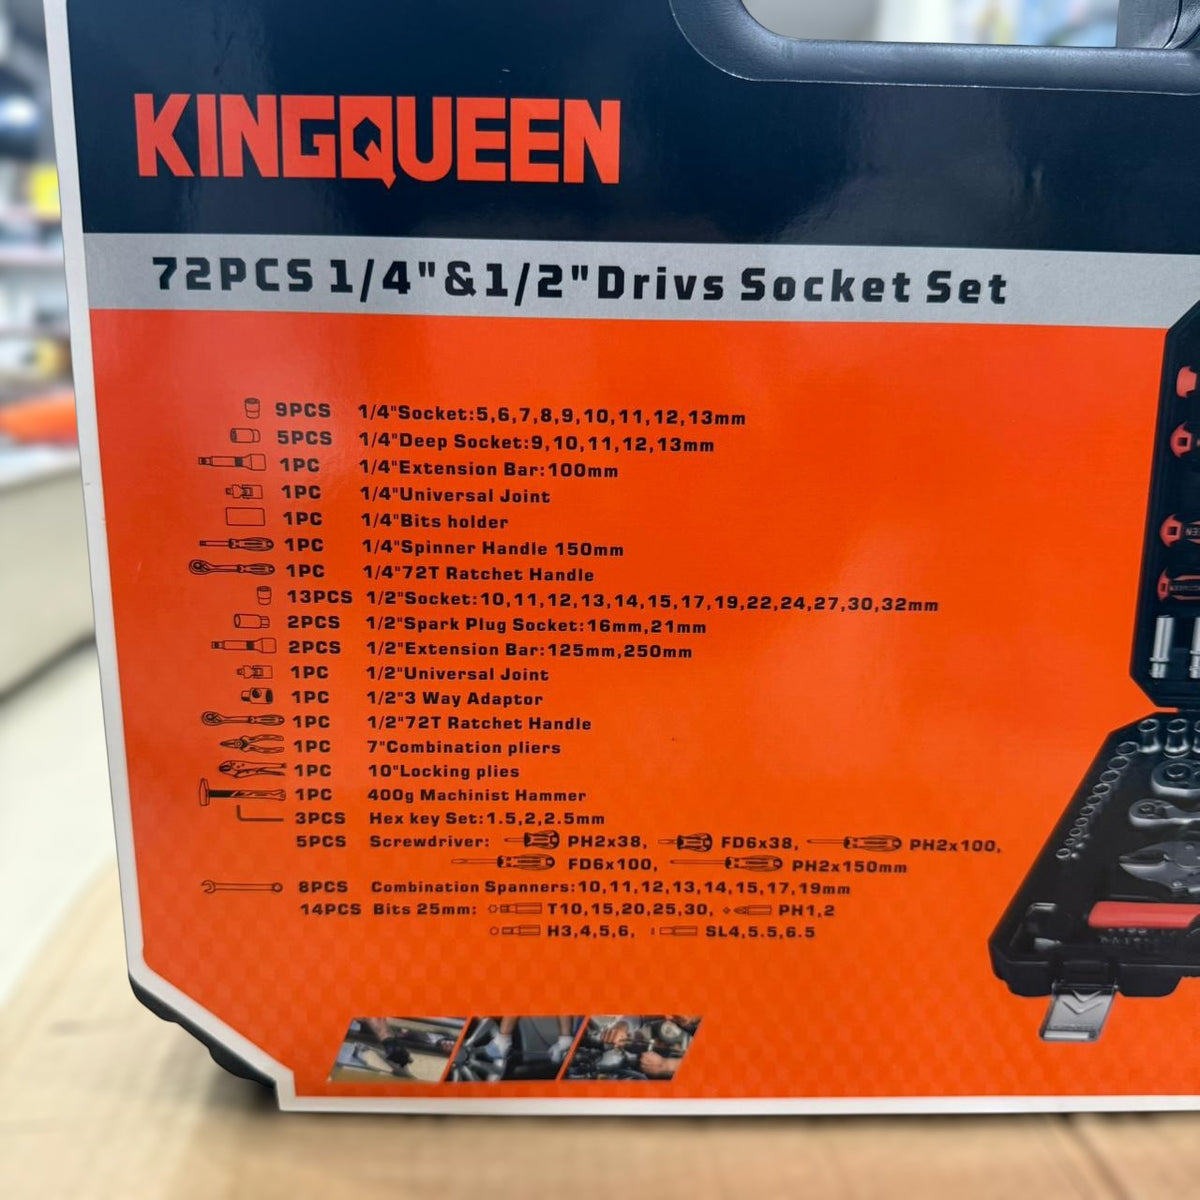 KINGQUEEN
72PCS 1/4"&1/2"Drivs Socket Set
9PCS 1/4"Socket:5,6,7,8,9,10,11,12,13mm
5PCS 1/4"Deep Socket:9,10,11,12,13mm
1PC 1/4"Extension Bar:100mm
1PC 1/4"Universal Joint
1PC 1/4"Bits holder
1PC 1/4"Spinner Handle 150mm
1PC 1/4"72T Ratchet Handle
13PCS 1/2"Socket:10,11,12,13,14,15,17,19,22,24,27,30,32mm
2PCS 1/2"Spark Plug Socket:16mm,21mm
2PCS 1/2"Extension Bar:125mm,250mm
1PC 1/2"Universal Joint
1PC 1/2"3 Way Adaptor
1PC 1/2"72T Ratchet Handle
1PC 7"Combination pliers
1PC 10"Locking plies
1PC 400g Machinist Hammer
3PCS Hex key Set:1.5,2,2.5mm
5PCS Screwdriver: PH2x38, FD6x38, PH2x100,
FD6x100, PH2x150mm
8PCS Combination Spanners:10,11,12,13,14,15,17,19mm
14PCS Bits 25mm: T10,15,20,25,30, PH1,2
H3,4,5,6, SL4,5.5,6.5